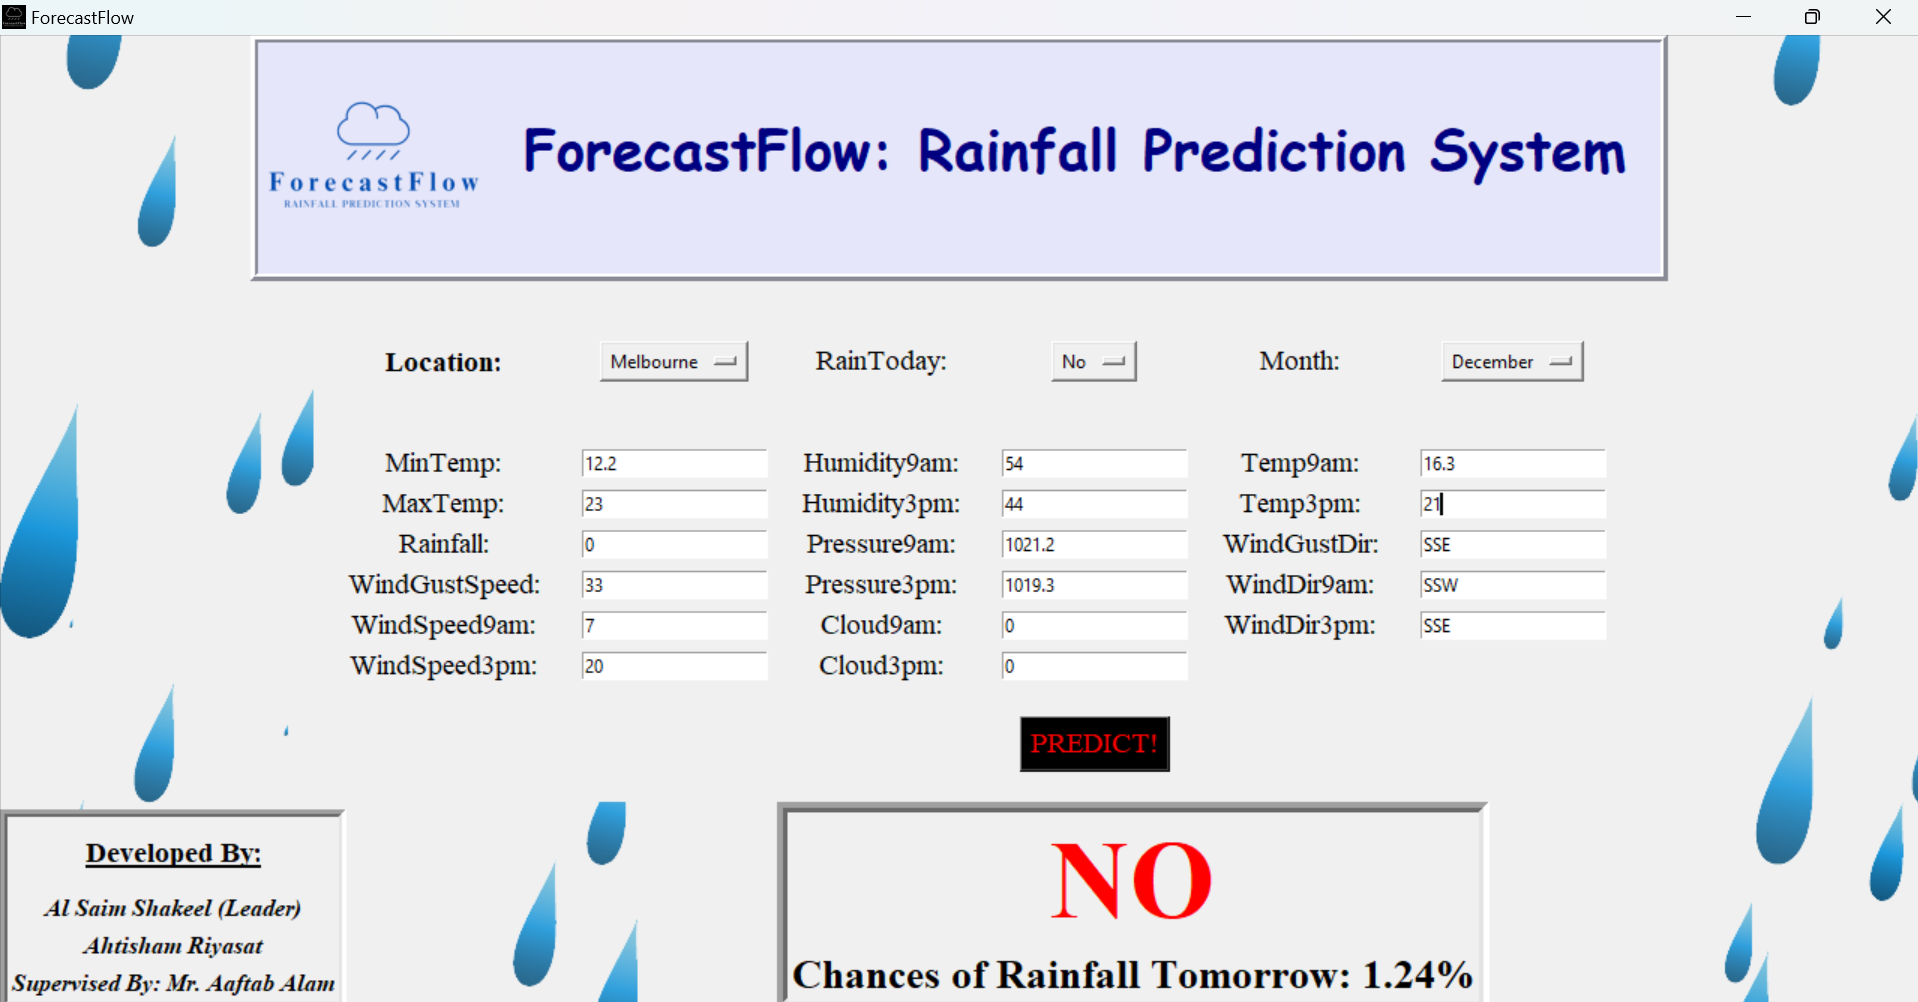 ForecastFlow
ForecastFlow
RAINFALL PREDICTION SYSTEM
ForecastFlow: Rainfall Prediction System
Location: Melbourne RainToday: No Month: December
MinTemp: 12.2 Humidity9am: 54 Temp9am: 16.3
MaxTemp: 23 Humidity3pm: 44 Temp3pm: 21
Rainfall: 0 Pressure9am: 1021.2 WindGustDir: SSE
WindGustSpeed: 33 Pressure3pm: 1019.3 WindDir9am: SSW
WindSpeed9am: 7 Cloud9am: 0 WindDir3pm: SSE
WindSpeed3pm: 20 Cloud3pm: 0
PREDICT!
Developed By:
Al Saim Shakeel (Leader)
Ahtisham Riyasat
Supervised By: Mr. Aaftab Alam
NO
Chances of Rainfall Tomorrow: 1.24%